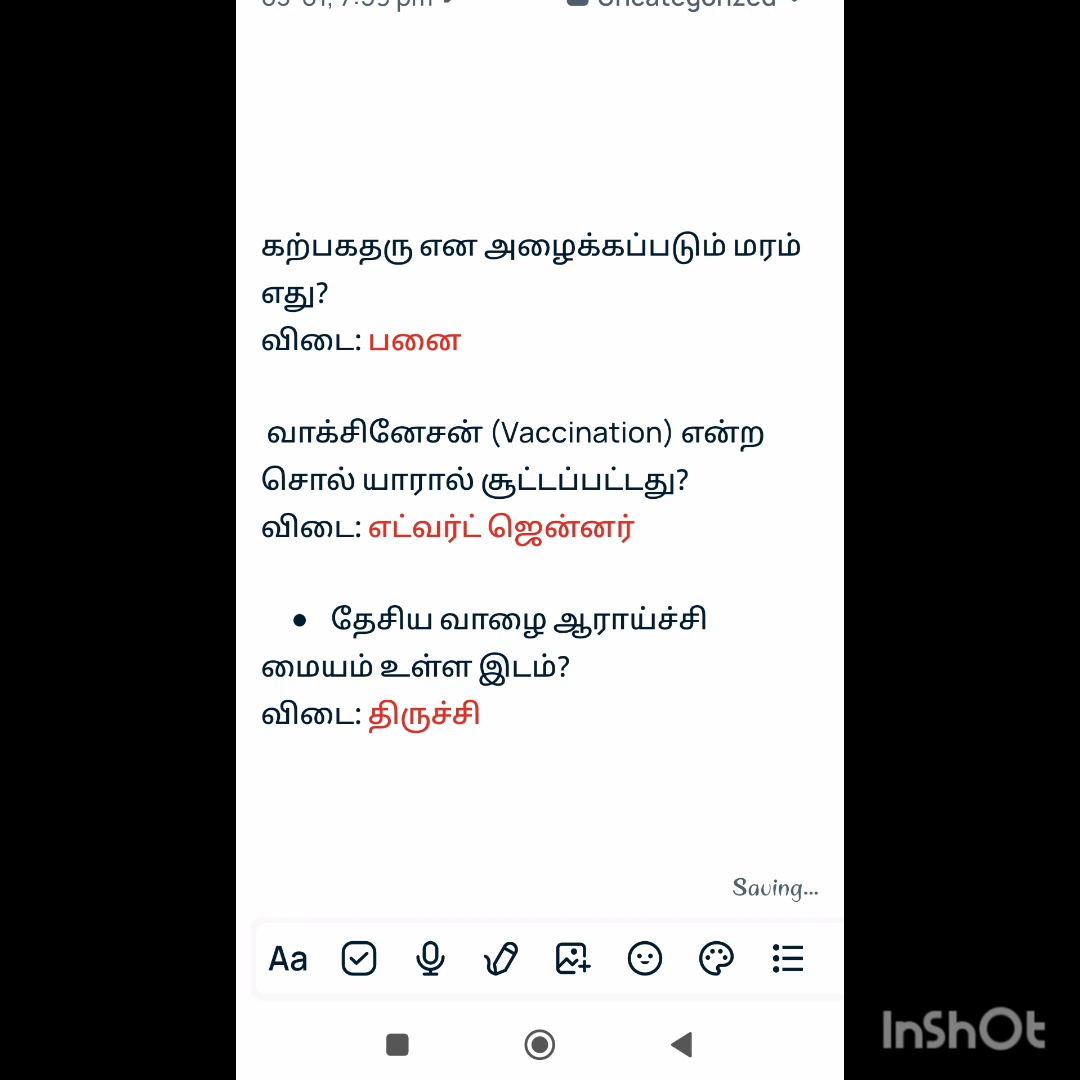 Uncategorized
கற்பகதரு என அழைக்கப்படும் மரம்
எது?
விடை: பனை
வாக்சினேசன் (Vaccination) என்ற
சொல் யாரால் சூட்டப்பட்டது?
விடை: எட்வர்ட் ஜென்னர்
• தேசிய வாழை ஆராய்ச்சி
மையம் உள்ள இடம்?
விடை: திருச்சி
Saving...
Aa
InShOt